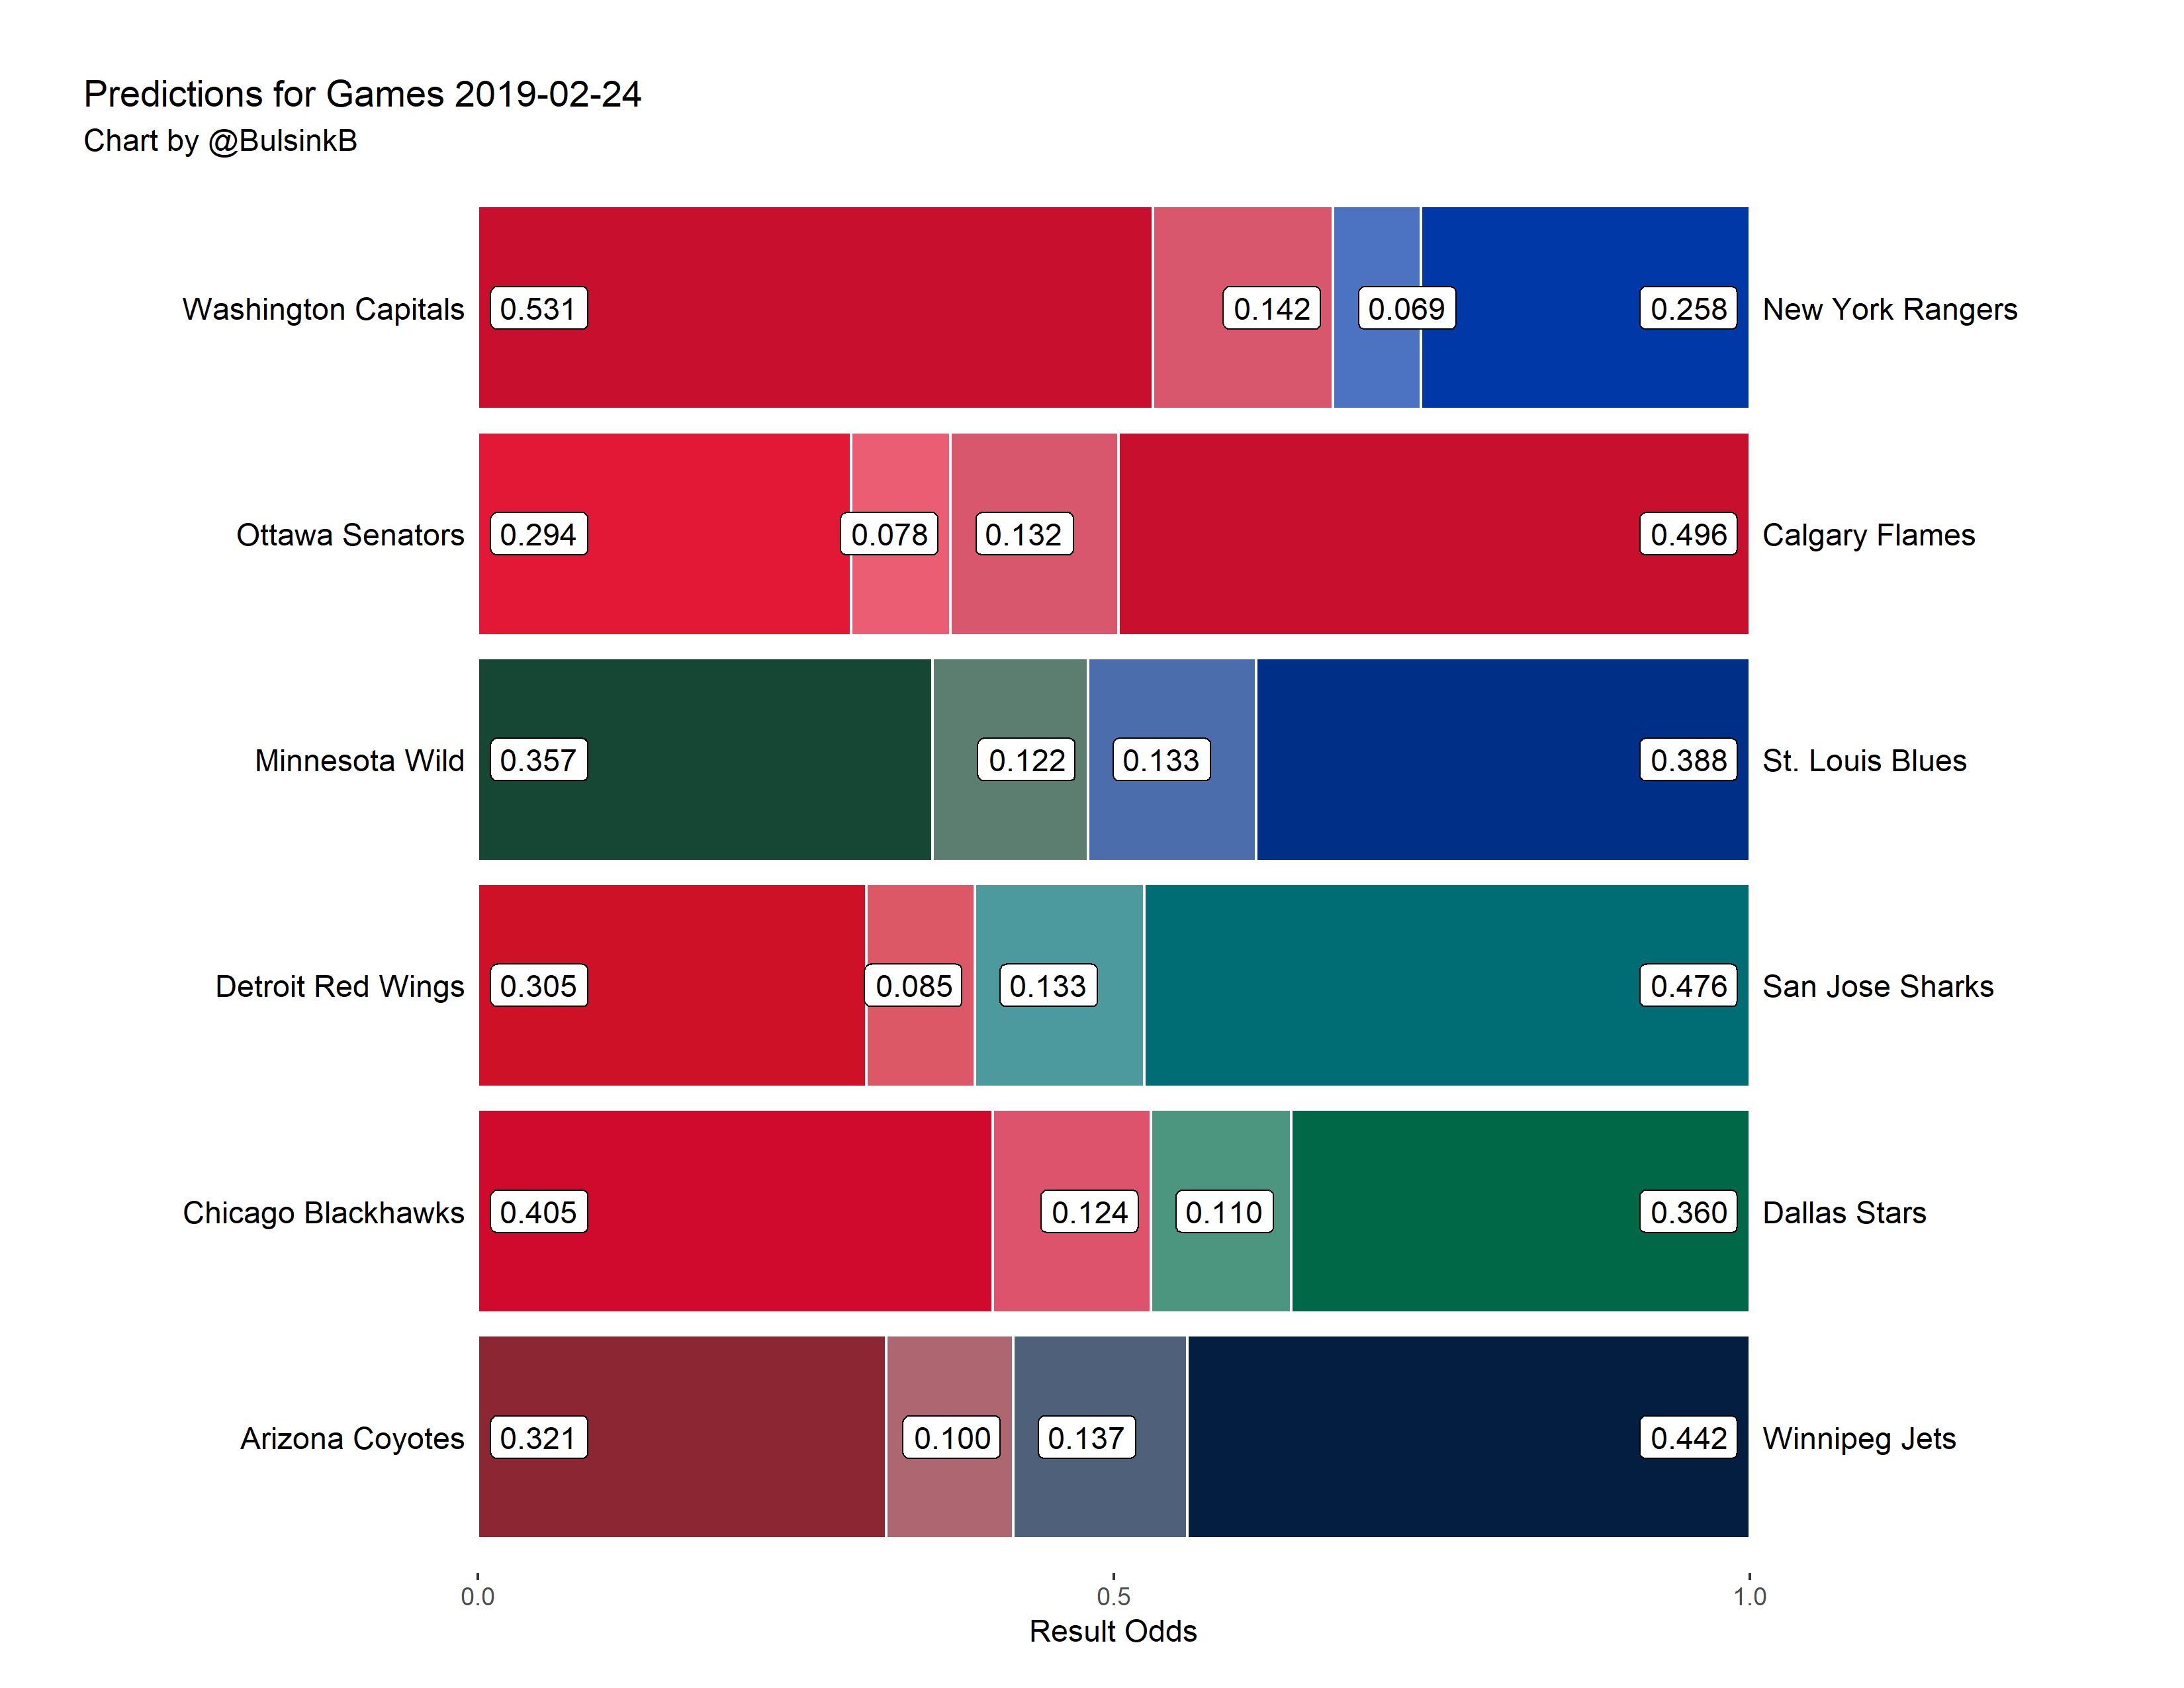 Predictions for Games 2019-02-24
Chart by @BulsinkB
Washington Capitals 0.531 0.142 0.069 0.258 New York Rangers
Ottawa Senators 0.294 0.078 0.132 0.496 Calgary Flames
Minnesota Wild 0.357 0.122 0.133 0.388 St. Louis Blues
Detroit Red Wings 0.305 0.085 0.133 0.476 San Jose Sharks
Chicago Blackhawks 0.405 0.124 0.110 0.360 Dallas Stars
Arizona Coyotes 0.321 0.100 0.137 0.442 Winnipeg Jets
0.0 0.5 1.0
Result Odds